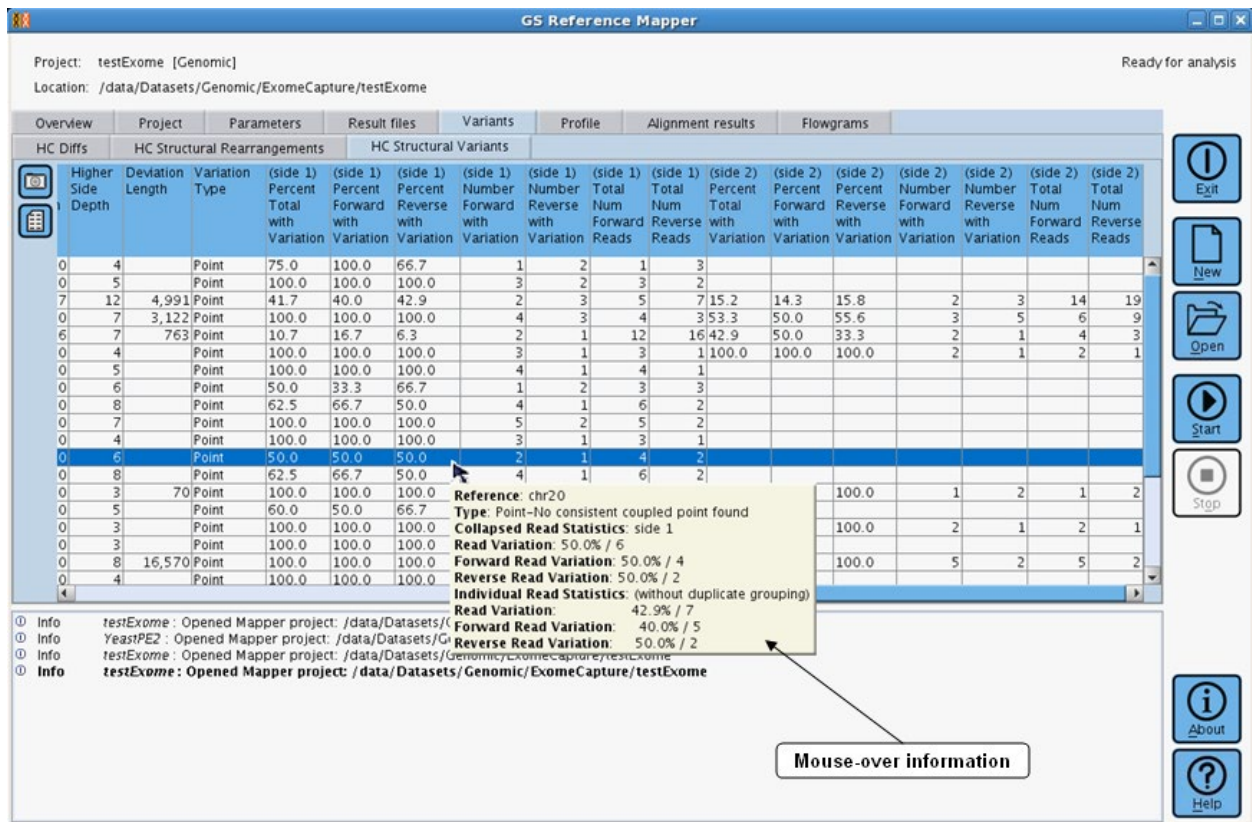 GS Reference Mapper
Project: testExome [Genomic]
Ready for analysis
Location: /data/Datasets/Genomic/ExomeCapture/testExome
Overview Project Parameters Result files Variants Profile Alignment results Flowgrams
HC Diffs HC Structural Rearrangements HC Structural Variants
Higher Deviation Variation (side 1) (side 1) (side 1) (side 1) (side 1) (side 1) (side 1) (side 2) (side 2) (side 2) (side 2) (side 2) (side 2) (side 2)
Side Length Type Percent Percent Percent Number Number Total Total Percent Percent Percent Number Number Total Total
Depth Total Forward Reverse Forward Reverse Num Num Total Forward Reverse Forward Reverse Num Num
with with with with with Forward Reverse with with with with with Forward Reverse
Variation Variation Variation Variation Variation Reads Reads Variation Variation Variation Variation Variation Reads Reads
0 4 Point 75.0 100.0 66.7 1 2 1 3
0 5 Point 100.0 100.0 100.0 3 2 3 2
7 12 4,991 Point 41.7 40.0 42.9 2 3 5 7 15.2 14.3 15.8 2 3 14 19
0 7 3,122 Point 100.0 100.0 100.0 4 3 4 3 53.3 50.0 55.6 3 5 6 9
6 7 763 Point 10.7 16.7 6.3 2 1 12 16 42.9 50.0 33.3 2 1 4 3
0 4 Point 100.0 100.0 100.0 3 1 3 1 100.0 100.0 100.0 2 1 2 1
0 5 Point 100.0 100.0 100.0 4 1 4 1
0 6 Point 50.0 33.3 66.7 1 2 3 3
0 8 Point 62.5 66.7 50.0 4 1 6 2
0 7 Point 100.0 100.0 100.0 5 2 5 2
0 4 Point 100.0 100.0 100.0 3 1 3 1
0 6 Point 50.0 50.0 50.0 2 1 4 2
0 8 Point 62.5 66.7 50.0 4 1 6 2
0 3 70 Point 100.0 100.0 100.0 100.0 1 2 1 2
0 5 Point 60.0 50.0 66.7
0 3 Point 100.0 100.0 100.0 100.0 2 1 2 1
0 3 Point 100.0 100.0 100.0
0 8 16,570 Point 100.0 100.0 100.0 100.0 5 2 5 2
0 4 Point 100.0 100.0 100.0
Reference: chr20
Type: Point-No consistent coupled point found
Collapsed Read Statistics: side 1
Read Variation: 50.0% / 6
Forward Read Variation: 50.0% / 4
Reverse Read Variation: 50.0% / 2
Individual Read Statistics: (without duplicate grouping)
Read Variation: 42.9% / 7
Forward Read Variation: 40.0% / 5
Reverse Read Variation: 50.0% / 2
Info testExome : Opened Mapper project: /data/Datasets/
Info YeastPE2 : Opened Mapper project: /data/Datasets/
Info testExome : Opened Mapper project: /data/Datasets/Genomic/ExomeCapture/testExome
Info testExome : Opened Mapper project: /data/Datasets/Genomic/ExomeCapture/testExome
Mouse-over information
Exit
New
Open
Start
Stop
About
Help